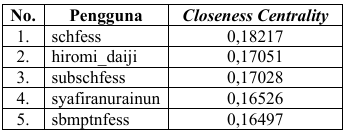 No. Pengguna Closeness Centrality
1. schfess 0,18217
2. hiromi_daiji 0,17051
3. subschfess 0,17028
4. syafiranurainun 0,16526
5. sbmptnfess 0,16497